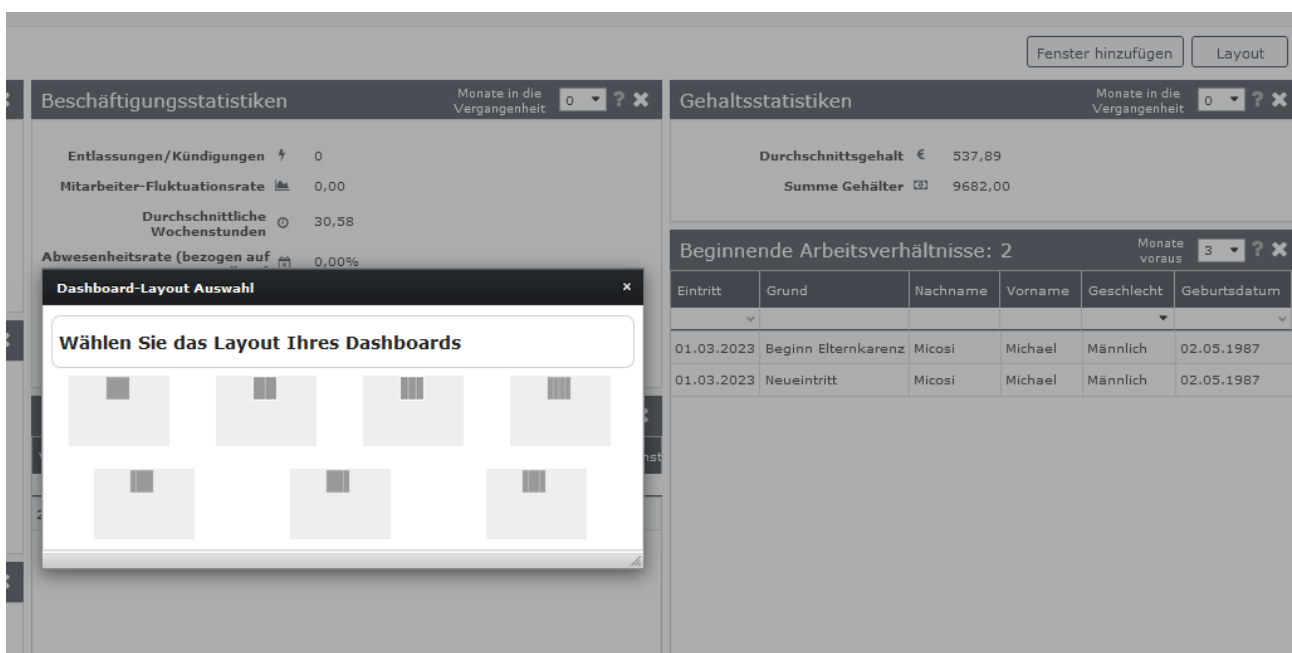 Fenster hinzufügen Layout
Beschäftigungsstatistiken Monate in die Vergangenheit 0 ? ✖
Gehaltsstatistiken Monate in die Vergangenheit 0 ? ✖
Entlassungen/Kündigungen 0
Mitarbeiter-Fluktuationsrate 0,00
Durchschnittliche
Wochenstunden 30,58
Abwesenheitsrate (bezogen auf 0,00%
Durchschnittsgehalt € 537,89
Summe Gehälter 9682,00
Beginnende Arbeitsverhältnisse: 2 Monate voraus 3 ? ✖
Eintritt Grund Nachname Vorname Geschlecht Geburtsdatum
01.03.2023 Beginn Elternkarenz Micosi Michael Männlich 02.05.1987
01.03.2023 Neueintritt Micosi Michael Männlich 02.05.1987
Dashboard-Layout Auswahl ×
Wählen Sie das Layout Ihres Dashboards